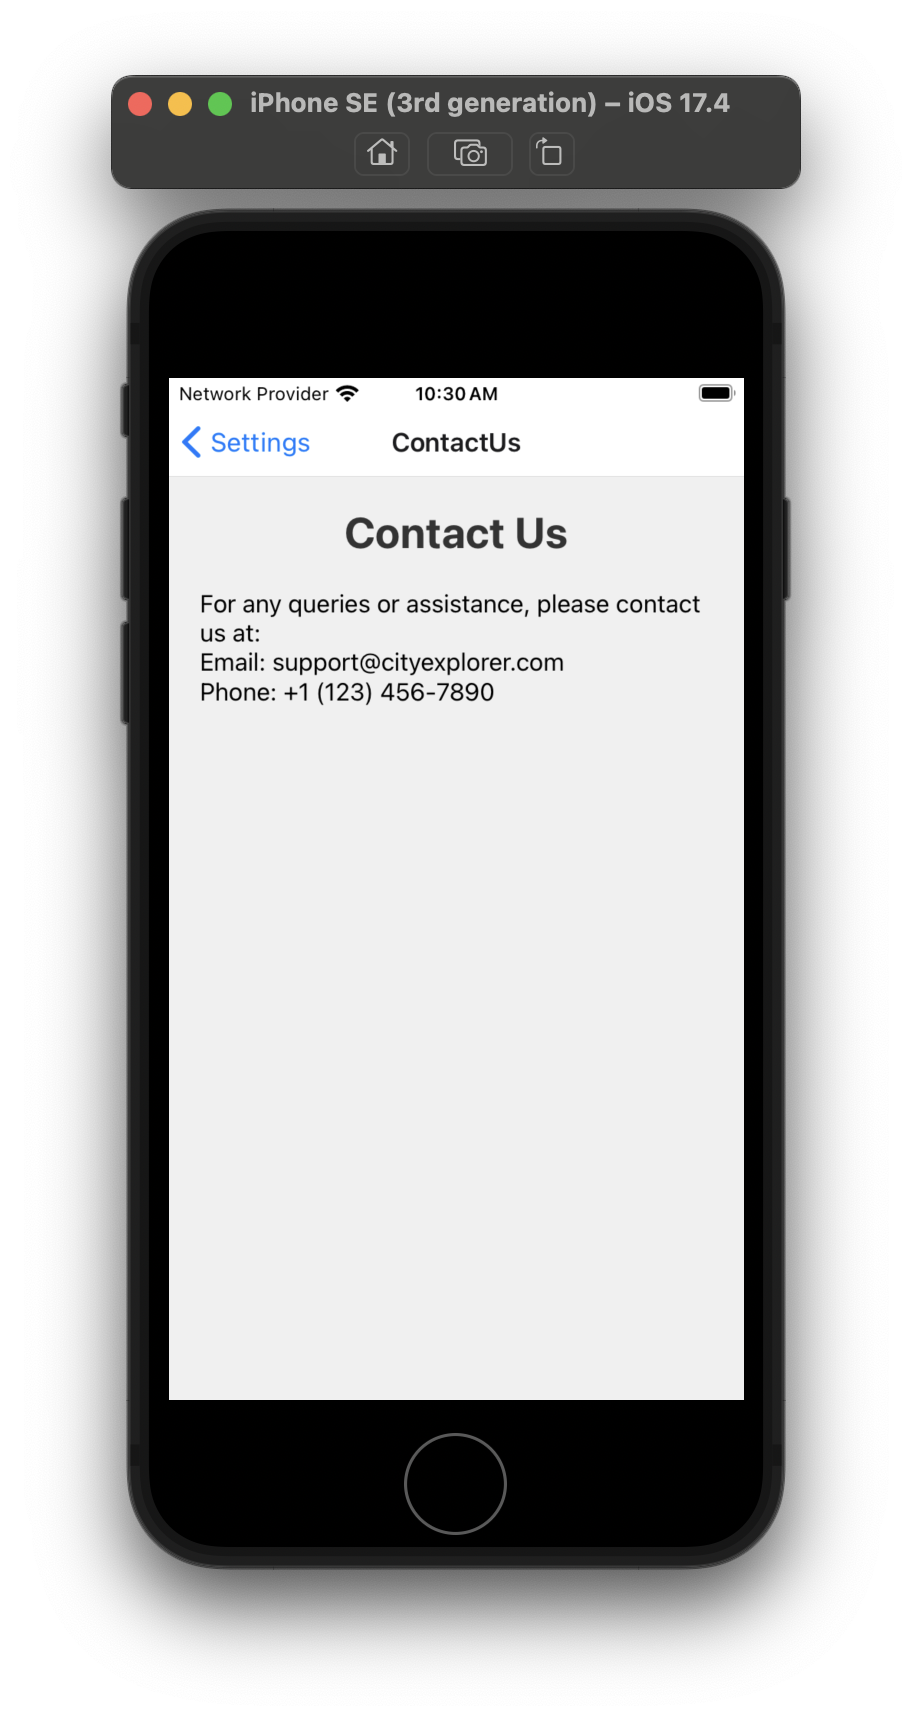 iPhone SE (3rd generation) – iOS 17.4
Network Provider 10:30 AM
Settings ContactUs
Contact Us
For any queries or assistance, please contact
us at:
Email: support@cityexplorer.com
Phone: +1 (123) 456-7890